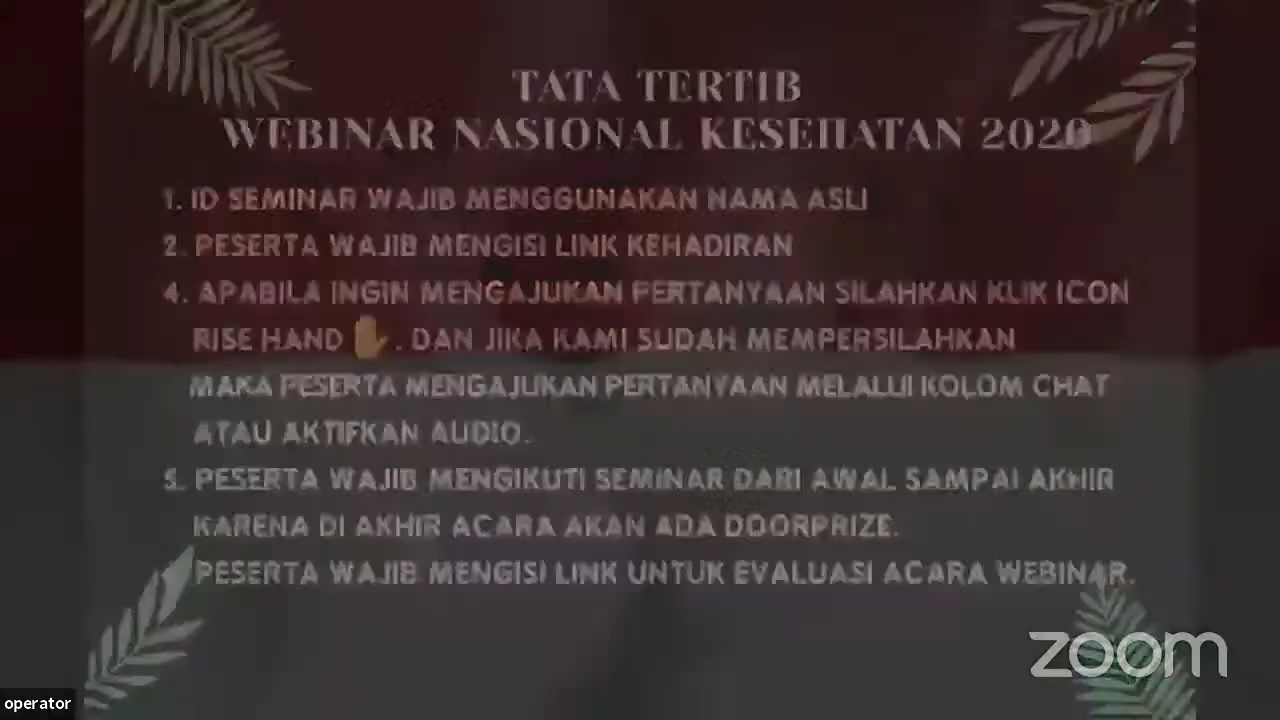 TATA TERTIB
WEBINAR NASIONAL KESEHATAN 2020
1. ID SEMINAR WAJIB MENGGUNAKAN NAMA ASLI
2. PESERTA WAJIB MENGISI LINK KEHADIRAN
4. APABILA INGIN MENGAJUKAN PERTANYAAN SILAHKAN KLIK ICON
RISE HAND ✋. DAN JIKA KAMI SUDAH MEMPERSILAHKAN
MAKA PESERTA MENGAJUKAN PERTANYAAN MELALUI KOLOM CHAT
ATAU AKTIFKAN AUDIO.
5. PESERTA WAJIB MENGIKUTI SEMINAR DARI AWAL SAMPAI AKHIR
KARENA DI AKHIR ACARA AKAN ADA DOORPRIZE.
PESERTA WAJIB MENGISI LINK UNTUK EVALUASI ACARA WEBINAR.
zoom
operator